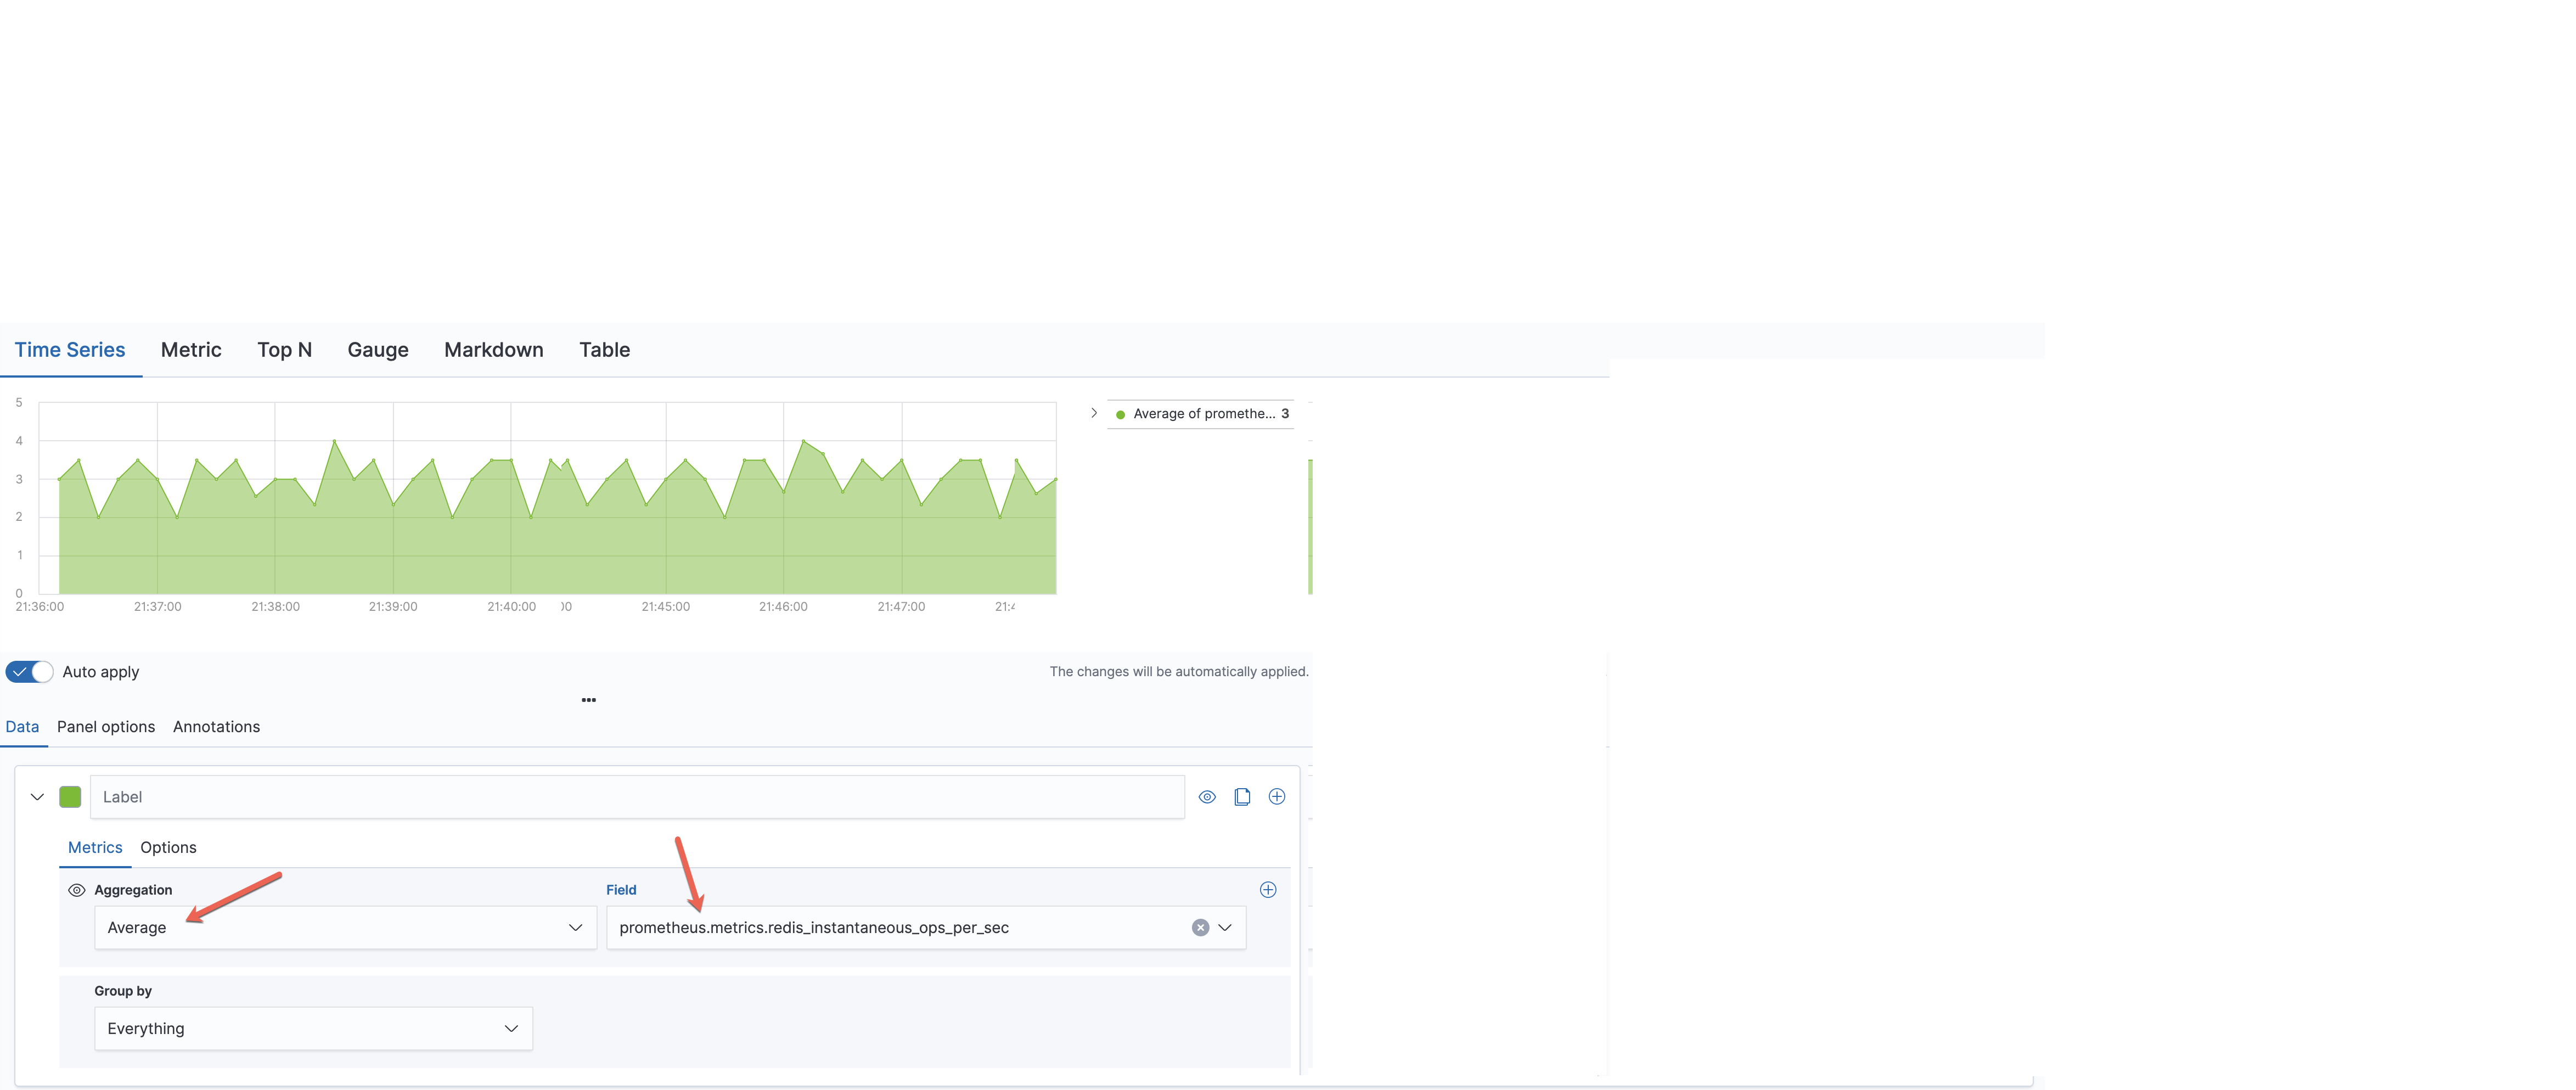 Time Series Metric Top N Gauge Markdown Table
5
4
3
2
1
0
21:36:00 21:37:00 21:38:00 21:39:00 21:40:00 00 21:45:00 21:46:00 21:47:00
Average of promethe... 3
Auto apply
The changes will be automatically applied.
Data Panel options Annotations
Label
Metrics Options
Aggregation Field
Average prometheus.metrics.redis_instantaneous_ops_per_sec
Group by
Everything